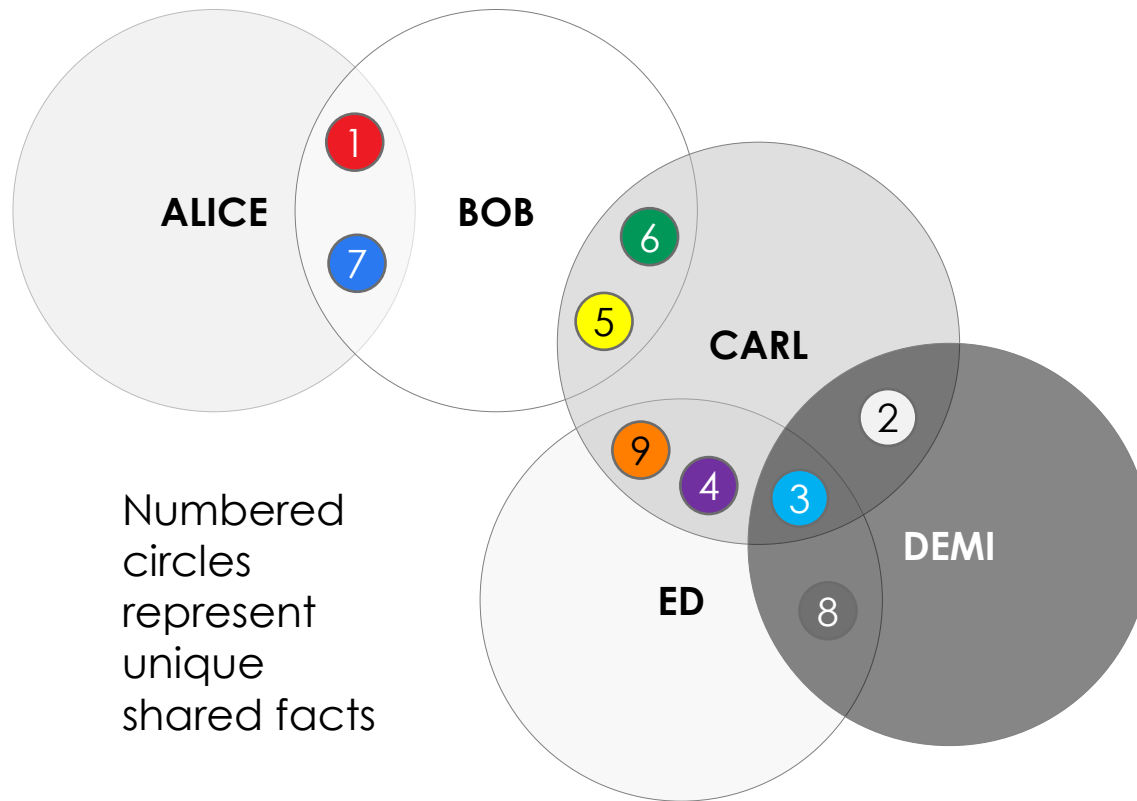 1
ALICE
BOB
6
7
5
CARL
2
9
4
3
Numbered
circles
represent
unique
shared facts
DEMI
ED
8